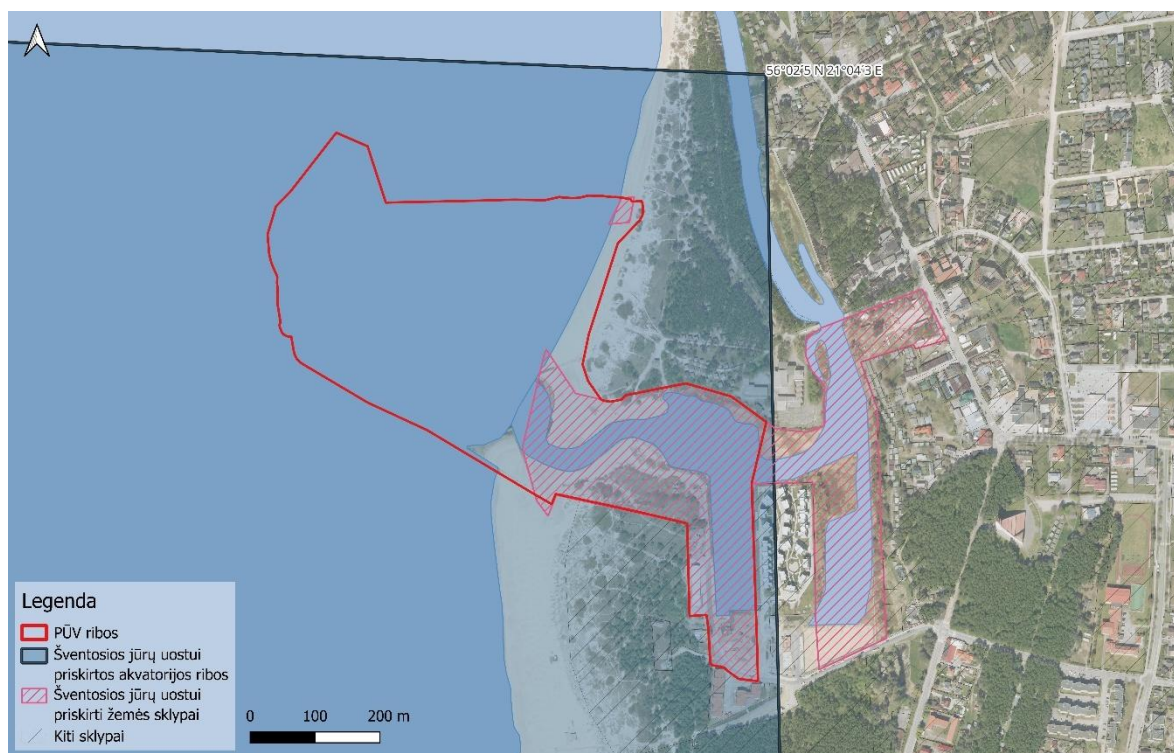 56°02'5 N 21°04'3 E
Legenda
PŪV ribos
Šventosios jūrų uostui
priskirtos akvatorijos ribos
Šventosios jūrų uostui
priskirti žemės sklypai
Kiti sklypai
0 100 200 m